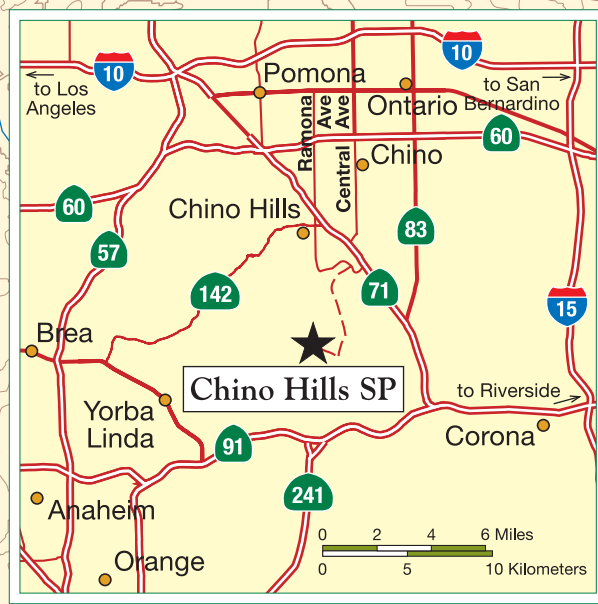 10
10
to Los
Angeles
Pomona
to San
Bernardino
Ontario
Ramona
Ave
Central
Ave
60
Chino
60
Chino Hills
83
57
142
71
15
Brea
Chino Hills SP
to Riverside
Yorba
Linda
91
Corona
241
Anaheim
0 2 4 6 Miles
0 5 10 Kilometers
Orange